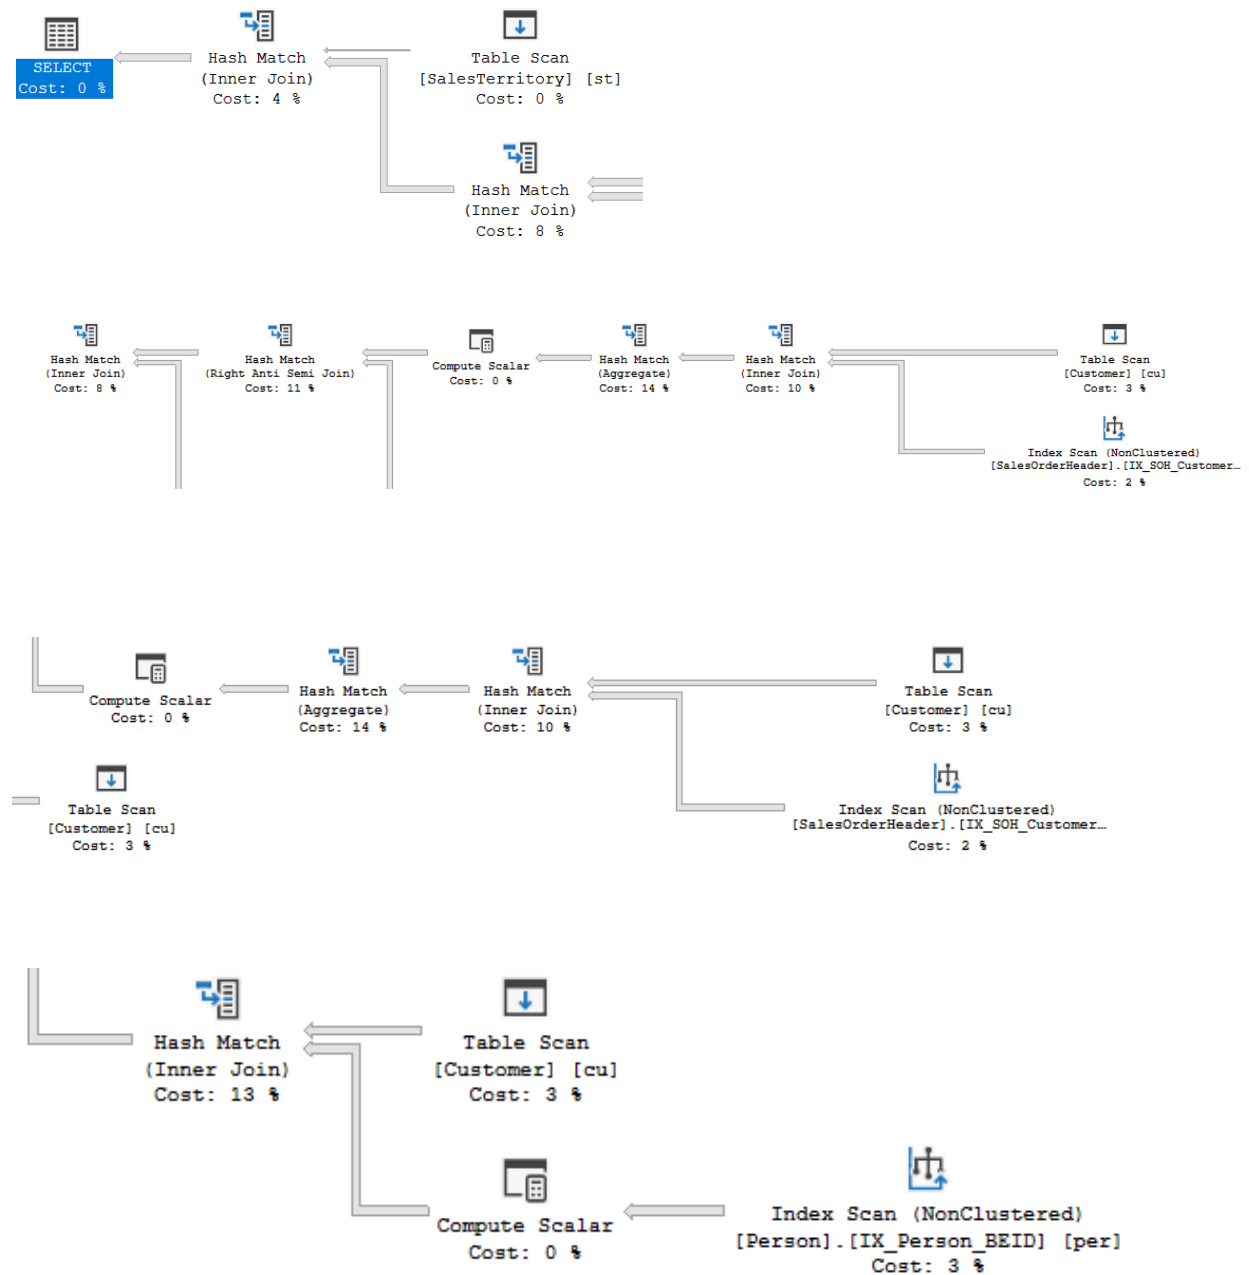 SELECT
Cost: 0 %
Hash Match
(Inner Join)
Cost: 4 %
Table Scan
[SalesTerritory] [st]
Cost: 0 %
Hash Match
(Inner Join)
Cost: 8 %
Hash Match
(Inner Join)
Cost: 8 %
Hash Match
(Right Anti Semi Join)
Cost: 11 %
Compute Scalar
Cost: 0 %
Hash Match
(Aggregate)
Cost: 14 %
Hash Match
(Inner Join)
Cost: 10 %
Table Scan
[Customer] [cu]
Cost: 3 %
Index Scan (NonClustered)
[SalesOrderHeader].[IX_SOH_Customer…
Cost: 2 %
Compute Scalar
Cost: 0 %
Hash Match
(Aggregate)
Cost: 14 %
Hash Match
(Inner Join)
Cost: 10 %
Table Scan
[Customer] [cu]
Cost: 3 %
Table Scan
[Customer] [cu]
Cost: 3 %
Index Scan (NonClustered)
[SalesOrderHeader].[IX_SOH_Customer…
Cost: 2 %
Hash Match
(Inner Join)
Cost: 13 %
Table Scan
[Customer] [cu]
Cost: 3 %
Compute Scalar
Cost: 0 %
Index Scan (NonClustered)
[Person].[IX_Person_BEID] [per]
Cost: 3 %